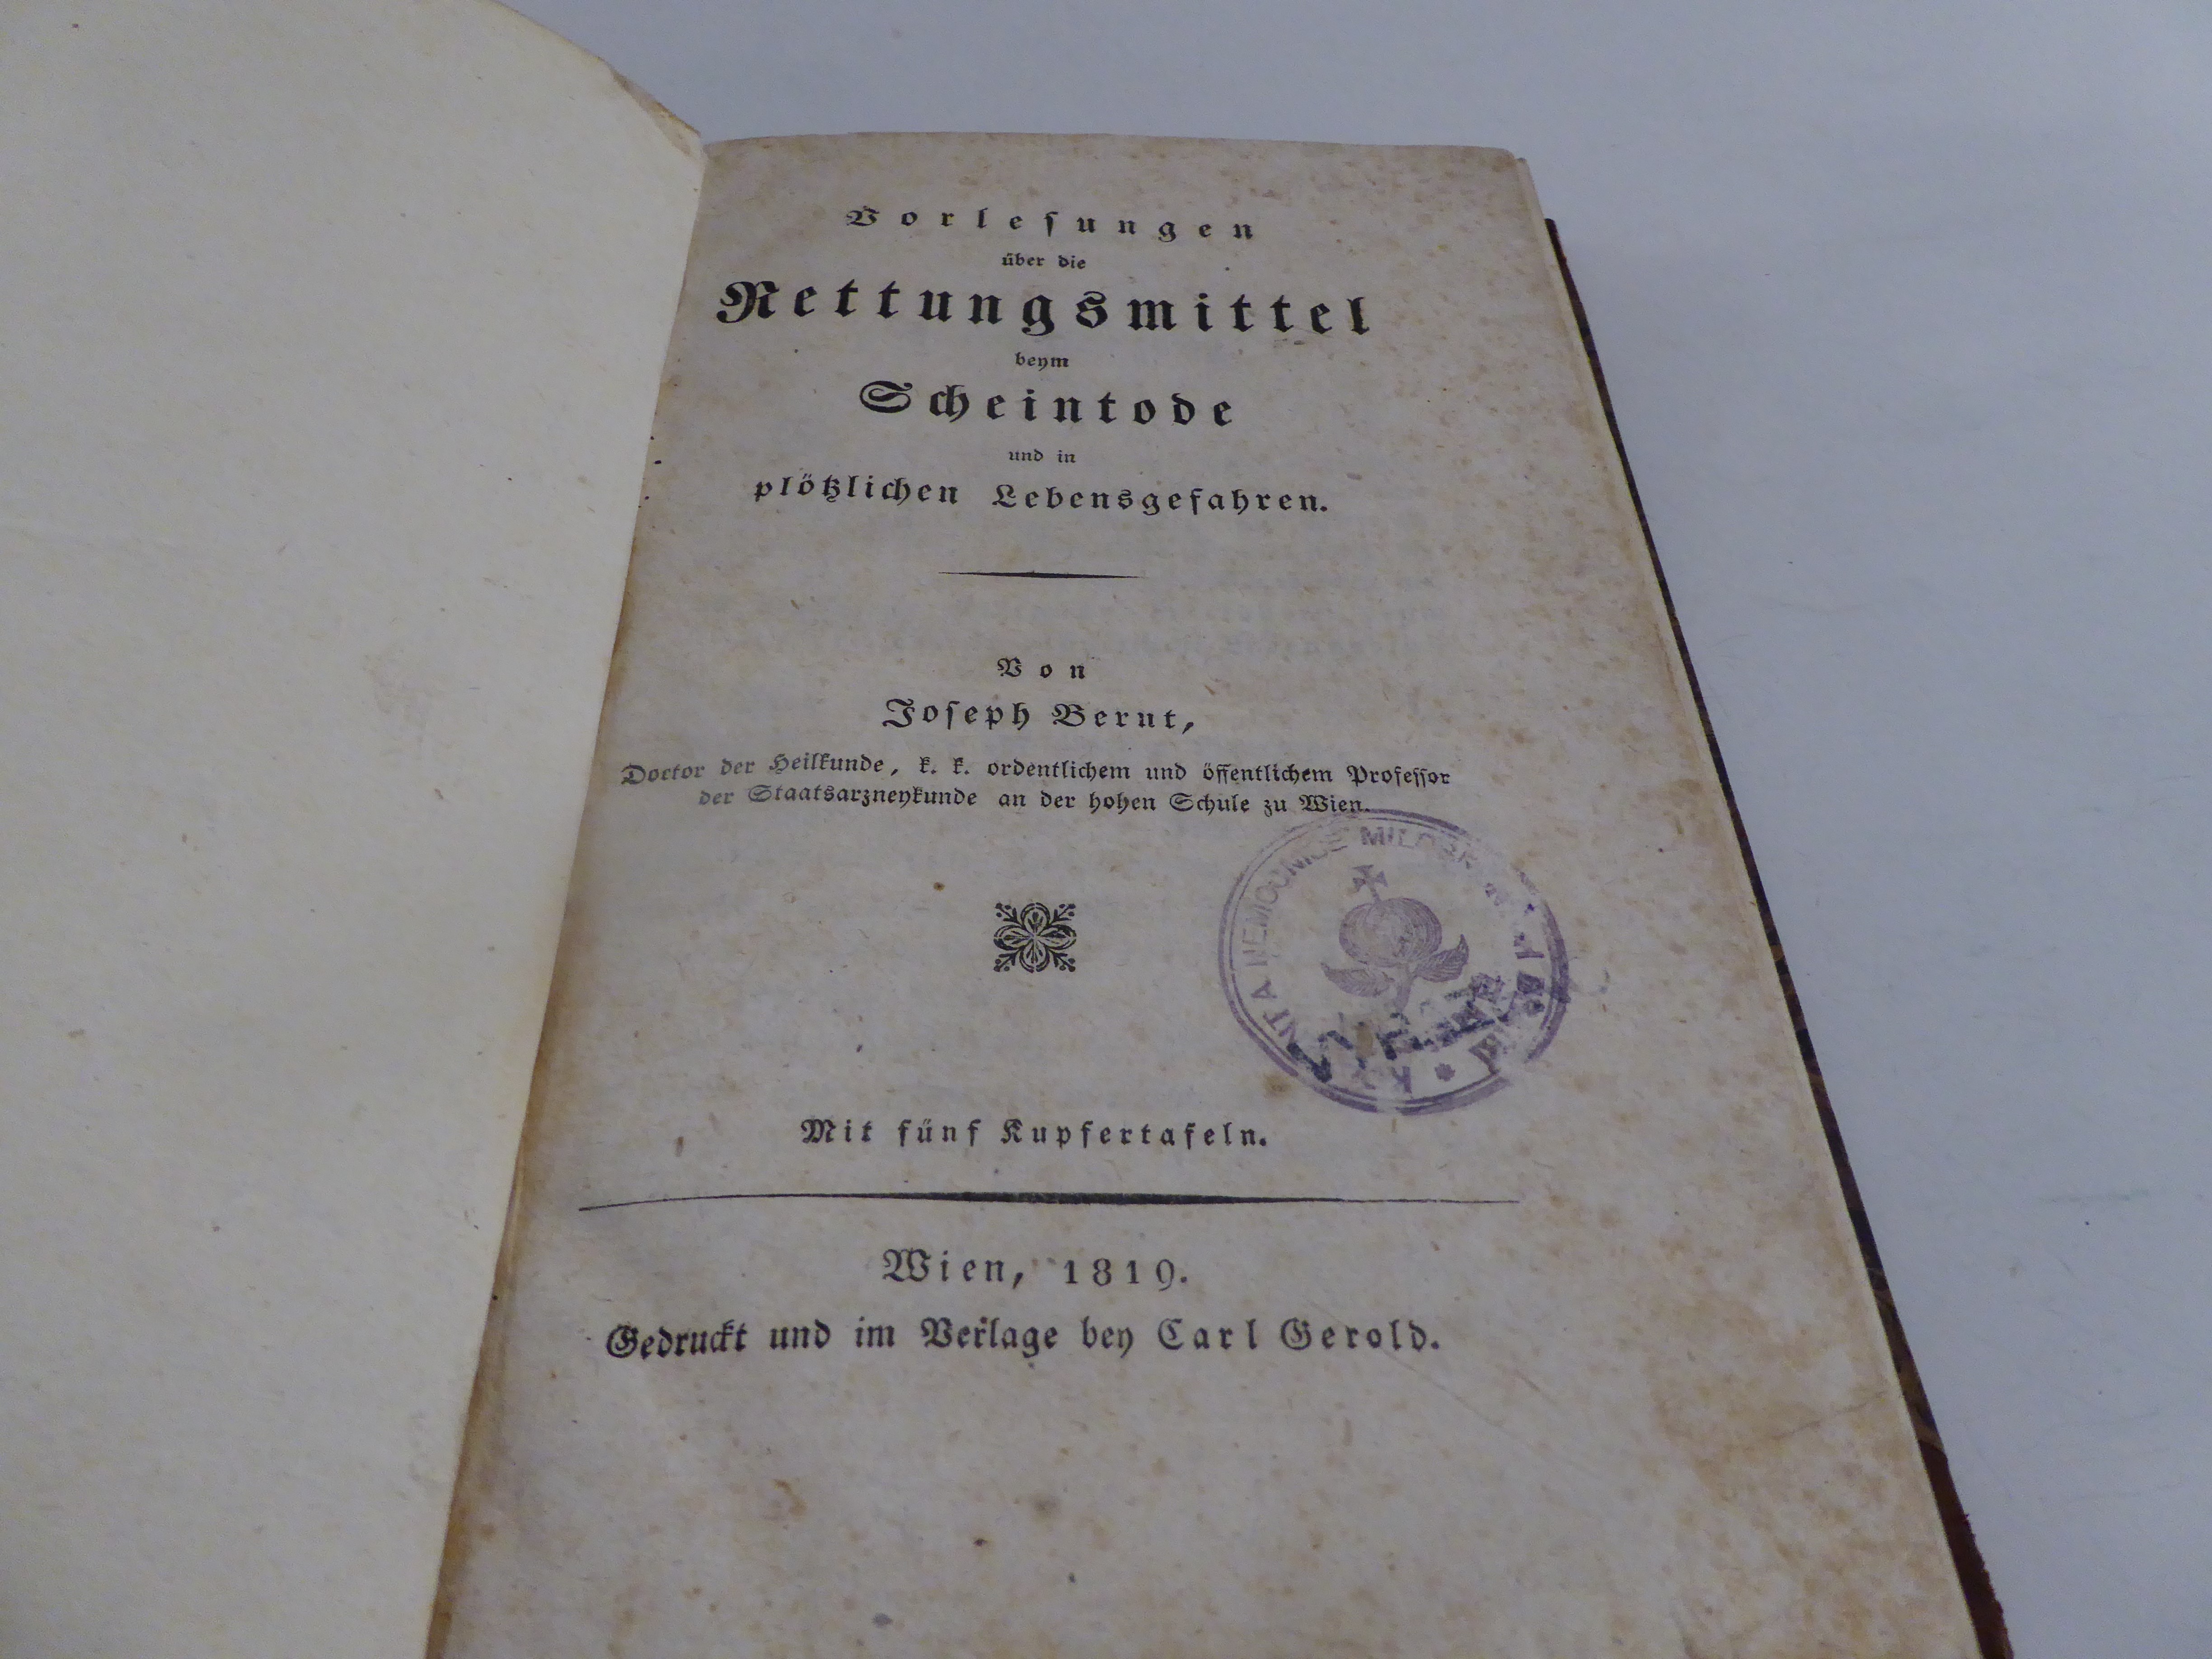 Vorlesungen
über die
Rettungsmittel
beym
Scheintode
und in
plötzlichen Lebensgefahren.
Von
Joseph Bernt,
Doctor der Heilkunde, k. k. ordentlichem und öffentlichem Professor
der Staatsarzneykunde an der hohen Schule zu Wien.
Mit fünf Kupfertafeln.
Wien, 1819.
Gedruckt und im Verlage bey Carl Gerold.